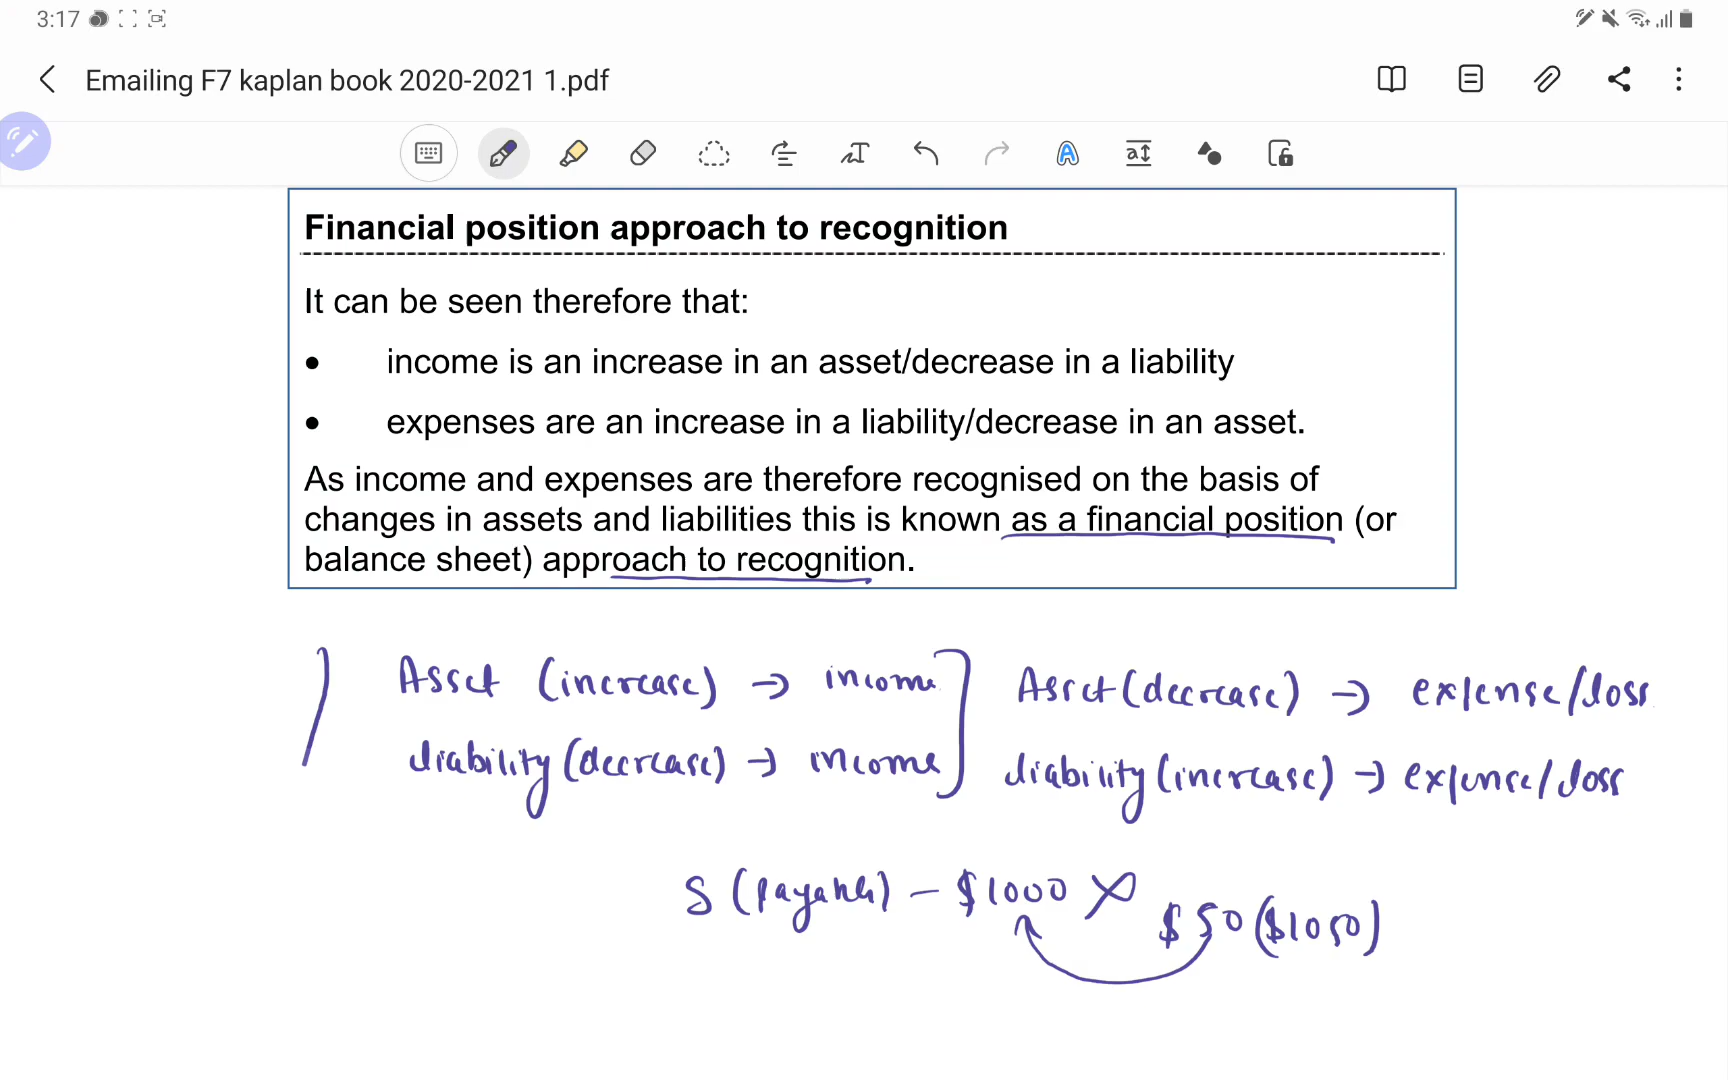 3:17
Emailing F7 kaplan book 2020-2021 1.pdf
Financial position approach to recognition
It can be seen therefore that:
• income is an increase in an asset/decrease in a liability
• expenses are an increase in a liability/decrease in an asset.
As income and expenses are therefore recognised on the basis of
changes in assets and liabilities this is known as a financial position (or
balance sheet) approach to recognition.
Asset (increase) → income
liability (decrease) → income
Asset (decrease) → expense/loss
liability (increase) → expense/loss
S (payable) - $1000 X
$50 ($1050)